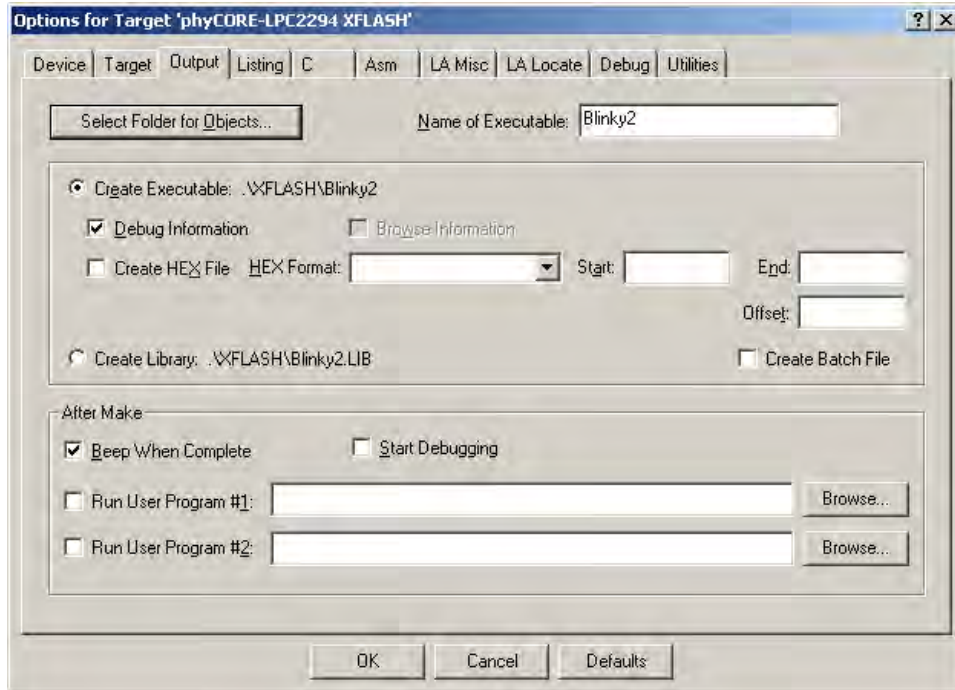 Options for Target 'phyCORE-LPC2294 XFLASH'
Device Target Output Listing C Asm LA Misc LA Locate Debug Utilities
Select Folder for Objects... Name of Executable: Blinky2
Create Executable: .\XFLASH\Blinky2
Debug Information Browse Information
Create HEX File HEX Format: Start: End:
Offset:
Create Library: .\XFLASH\Blinky2.LIB Create Batch File
After Make
Beep When Complete Start Debugging
Run User Program #1: Browse...
Run User Program #2: Browse...
OK Cancel Defaults